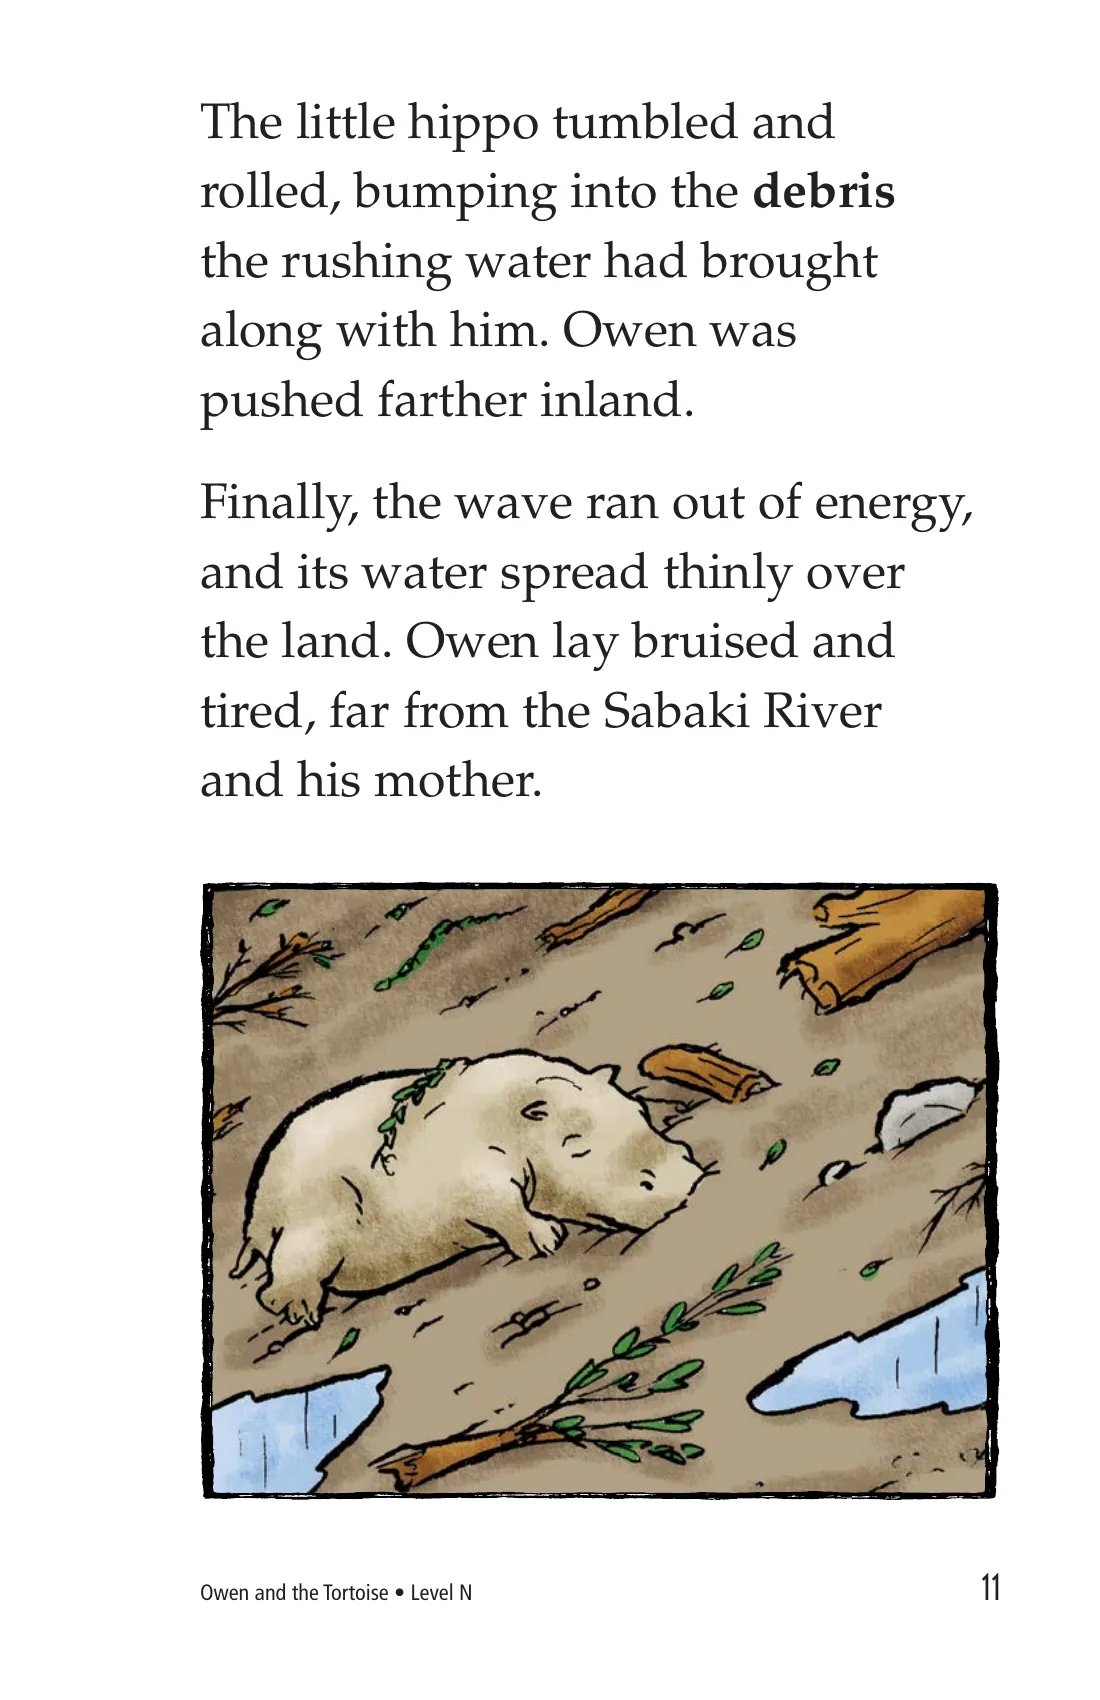 The little hippo tumbled and
rolled, bumping into the debris
the rushing water had brought
along with him. Owen was
pushed farther inland.
Finally, the wave ran out of energy,
and its water spread thinly over
the land. Owen lay bruised and
tired, far from the Sabaki River
and his mother.
Owen and the Tortoise • Level N
11